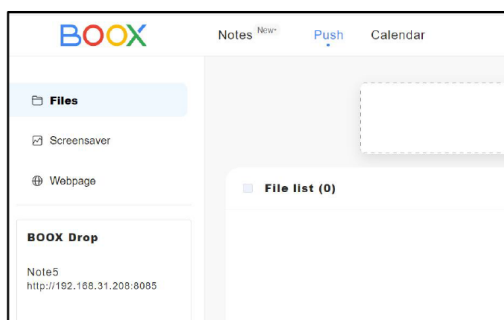 BOOX
Notes New•
Push
Calendar
Files
Screensaver
Webpage
File list (0)
BOOX Drop
Note5
http://192.168.31.208:8085